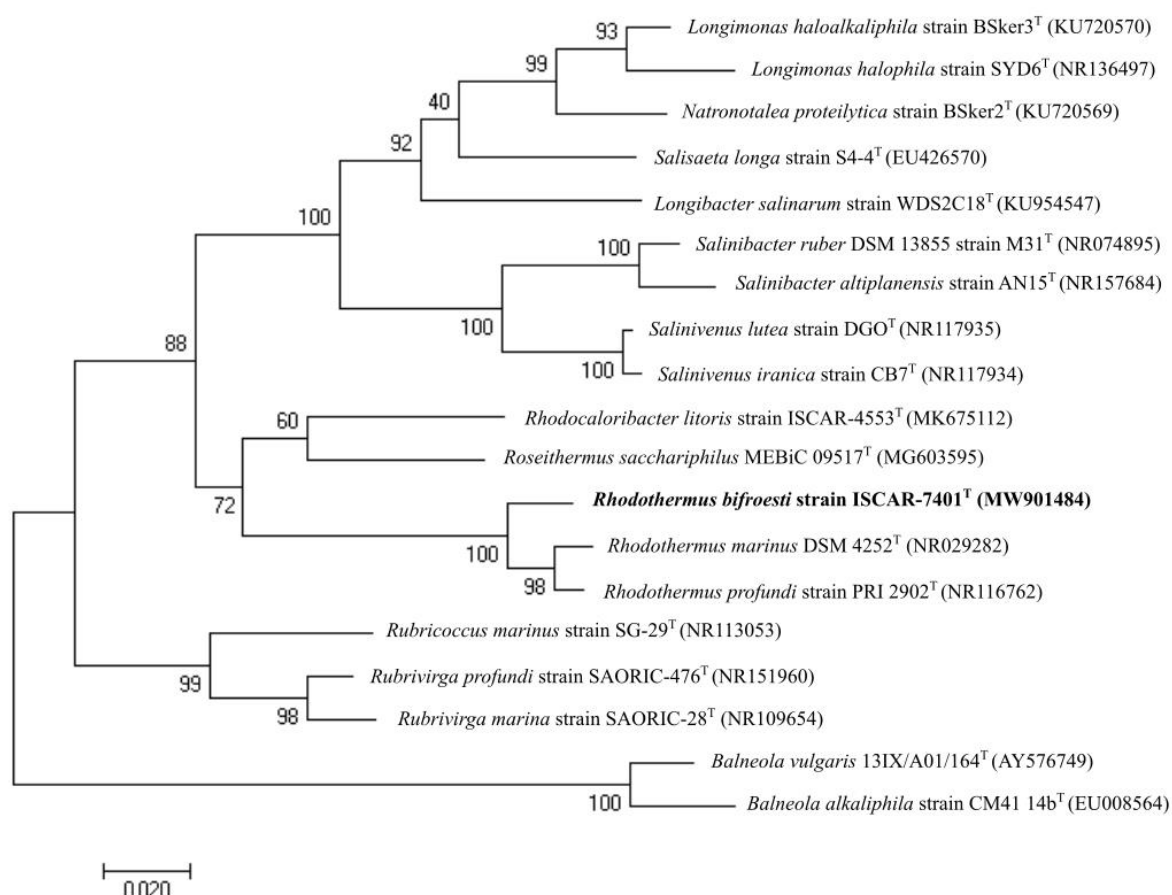 93 Longimonas haloalkaliphila strain BSker3ᵀ (KU720570)
99 Longimonas halophila strain SYD6ᵀ (NR136497)
40 Natronotalea proteilytica strain BSker2ᵀ (KU720569)
92 Salisaeta longa strain S4-4ᵀ (EU426570)
100 Longibacter salinarum strain WDS2C18ᵀ (KU954547)
100 Salinibacter ruber DSM 13855 strain M31ᵀ (NR074895)
Salinibacter altiplanensis strain AN15ᵀ (NR157684)
100 Salinivenus lutea strain DGOᵀ (NR117935)
88 100 Salinivenus iranica strain CB7ᵀ (NR117934)
60 Rhodocaloribacter litoris strain ISCAR-4553ᵀ (MK675112)
Roseithermus sacchariphilus MEBiC 09517ᵀ (MG603595)
72 Rhodothermus bifroesti strain ISCAR-7401ᵀ (MW901484)
100 Rhodothermus marinus DSM 4252ᵀ (NR029282)
98 Rhodothermus profundi strain PRI 2902ᵀ (NR116762)
Rubricoccus marinus strain SG-29ᵀ (NR113053)
99 Rubrivirga profundi strain SAORIC-476ᵀ (NR151960)
98 Rubrivirga marina strain SAORIC-28ᵀ (NR109654)
Balneola vulgaris 13IX/A01/164ᵀ (AY576749)
100 Balneola alkaliphila strain CM41 14bᵀ (EU008564)
0.020